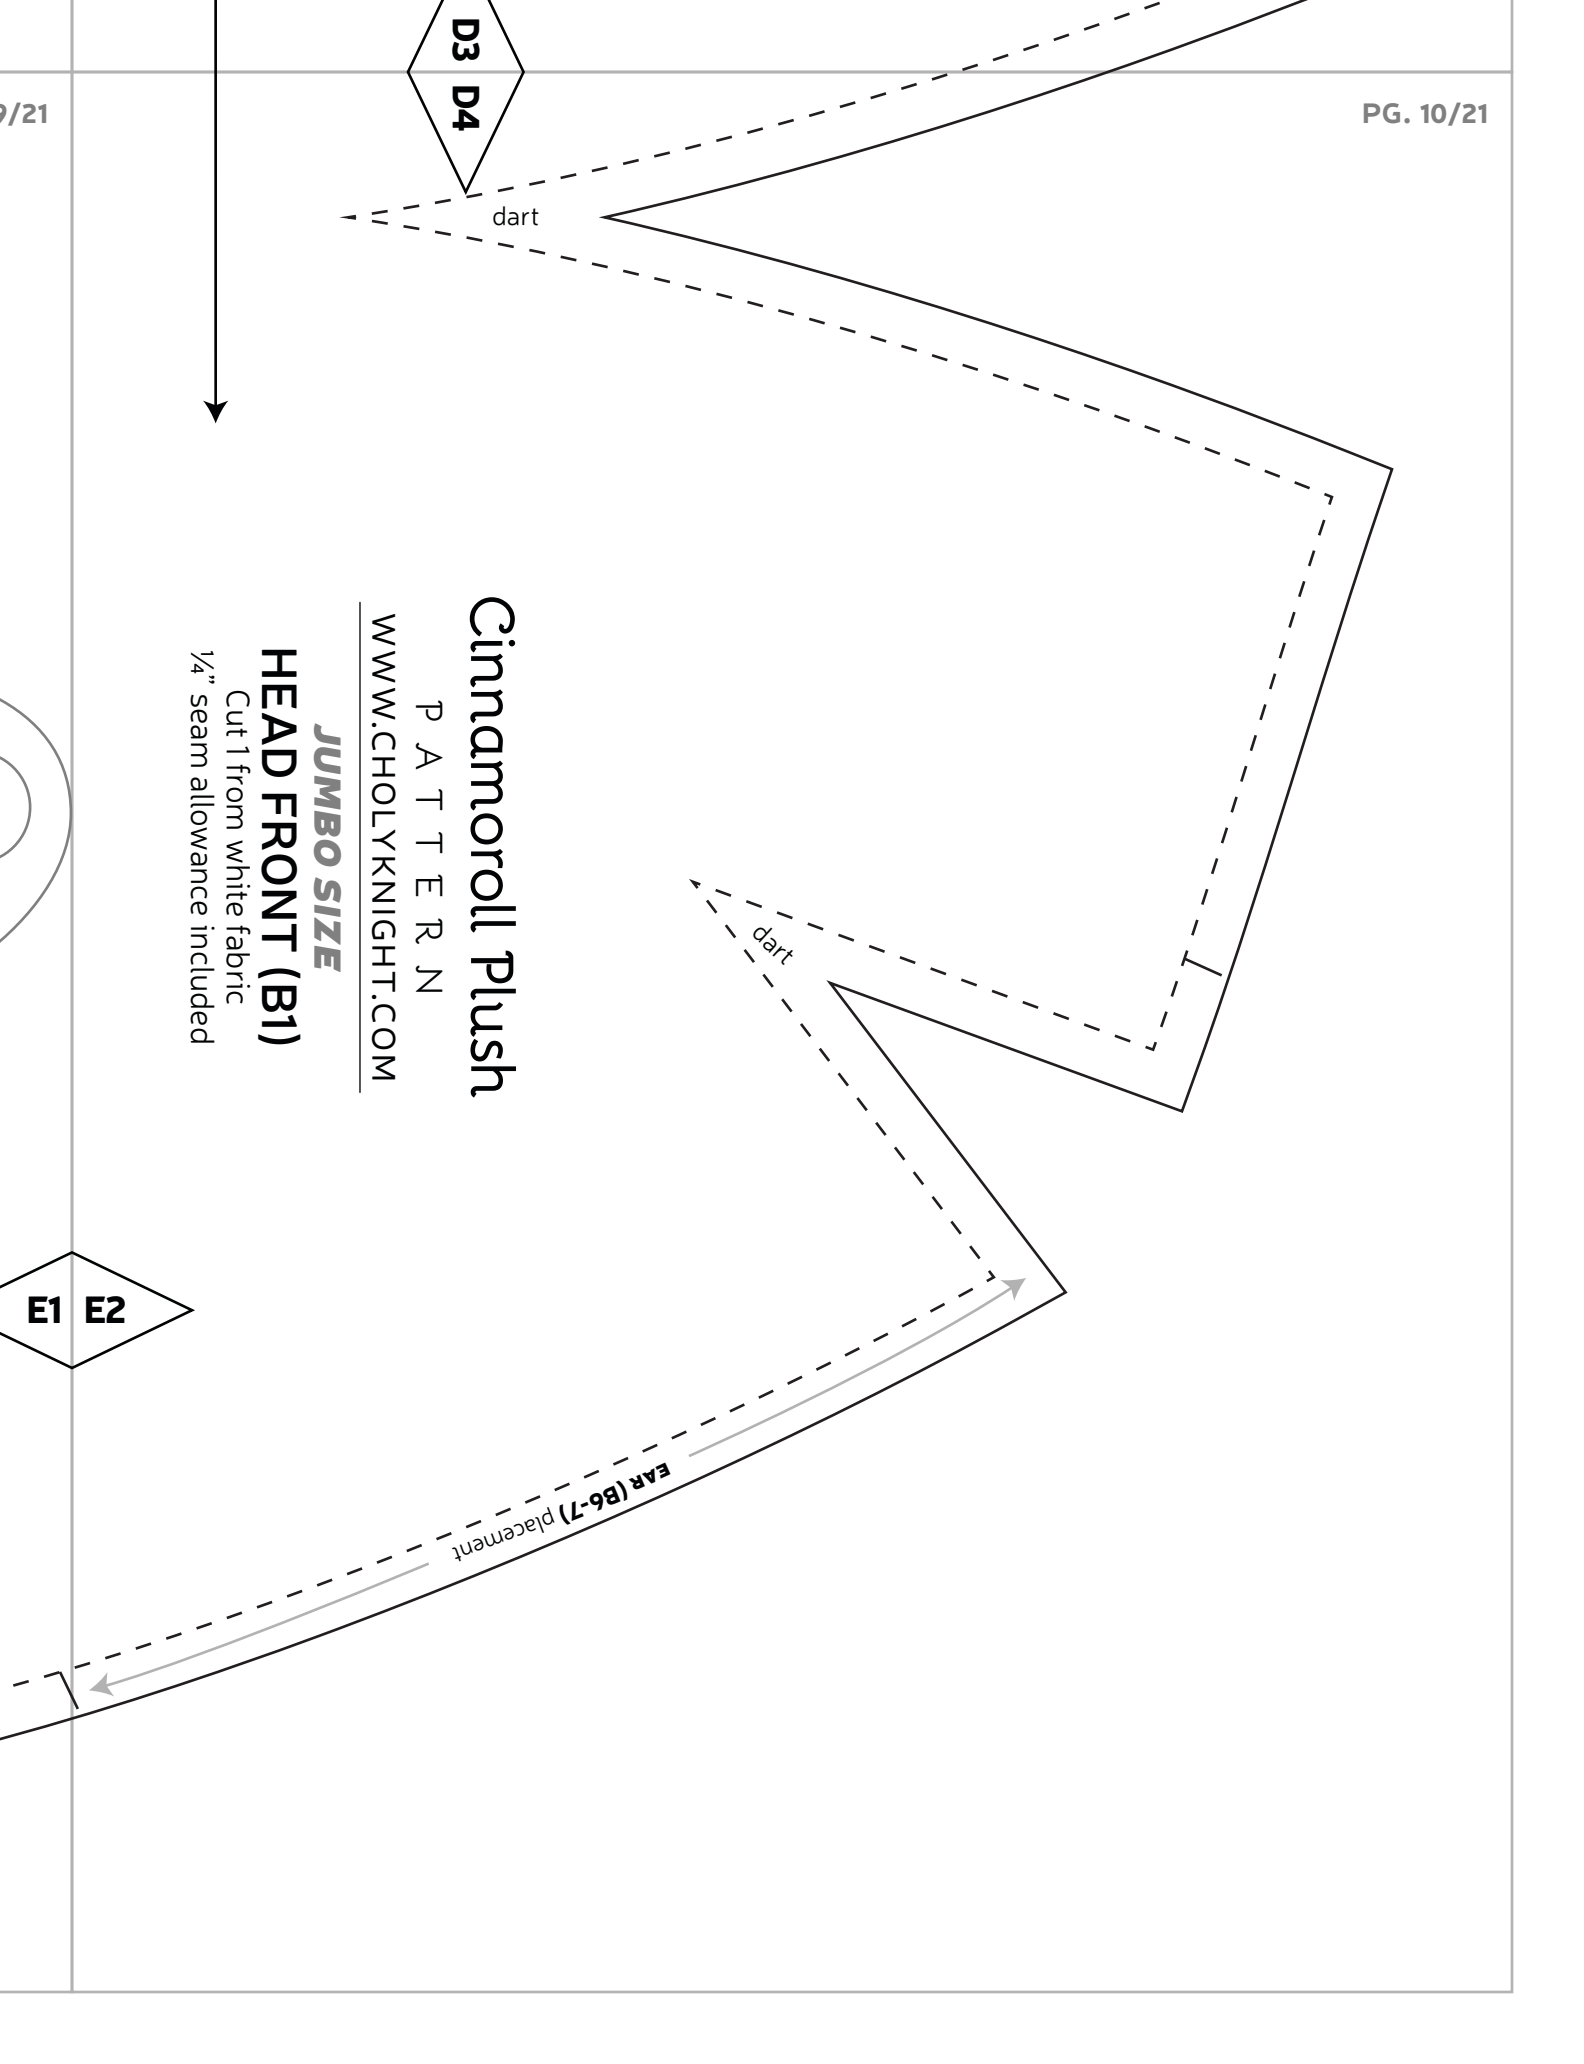 D3 D4
9/21
PG. 10/21
dart
Cinnamoroll Plush
PATTERN
WWW.CHOLYKNIGHT.COM
JUMBO SIZE
HEAD FRONT (B1)
Cut 1 from white fabric
¼” seam allowance included
dart
E1 E2
EAR (B6-7) placement